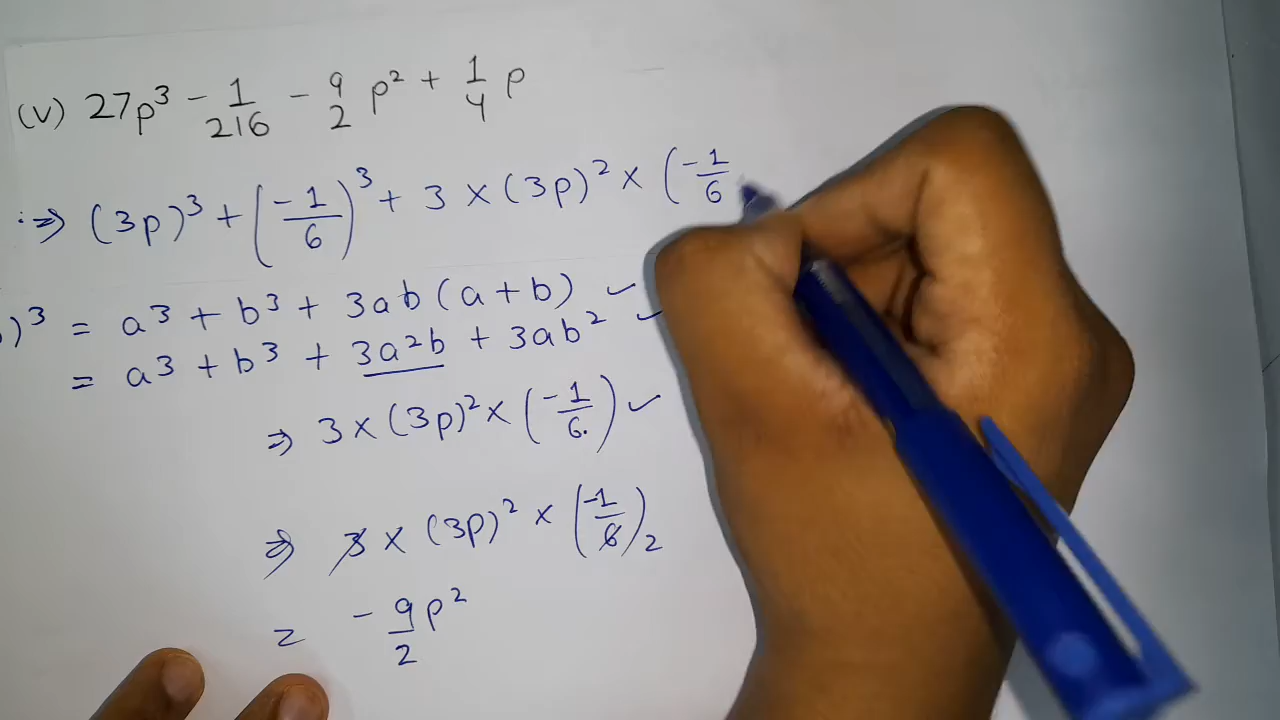 (V) 27p³ - 1/216 - 9/2 p² + 1/4 p
⇒ (3p)³ + (-1/6)³ + 3 × (3p)² × (-1/6
)³ = a³ + b³ + 3ab (a + b) ✓
= a³ + b³ + 3a²b + 3ab² ✓
⇒ 3 × (3p)² × (-1/6.) ✓
⇒ 3 × (3p)² × (-1/6)₂
= -9/2 p²